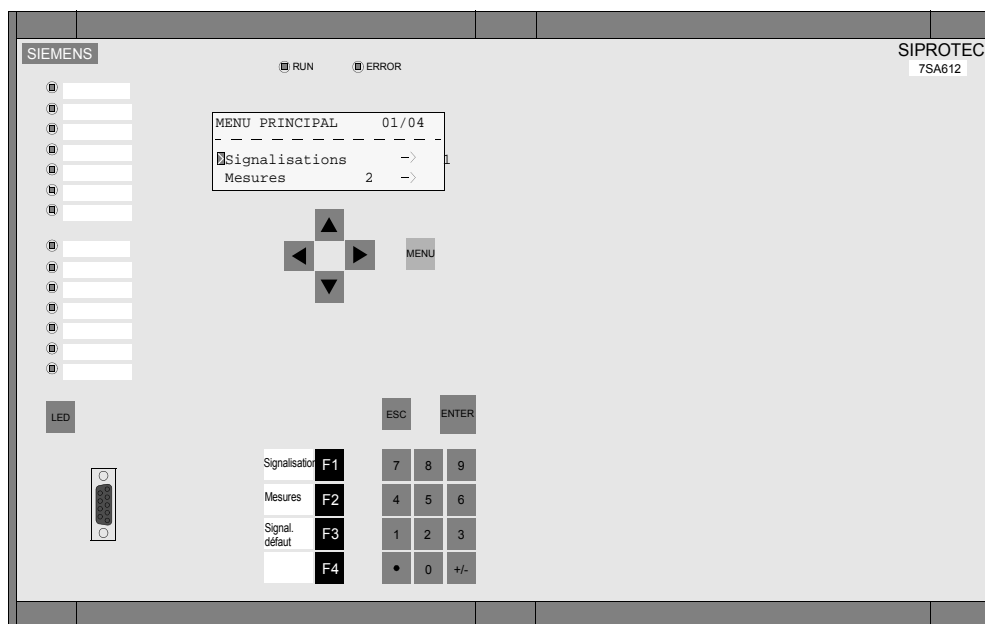 SIEMENS
SIPROTEC
7SA612
RUN
ERROR
MENU PRINCIPAL 01/04
Signalisations -> 1
Mesures 2 ->
MENU
LED
ESC
ENTER
Signalisation
F1
7
8
9
Mesures
F2
4
5
6
Signal.
défaut
F3
1
2
3
F4
•
0
+/-